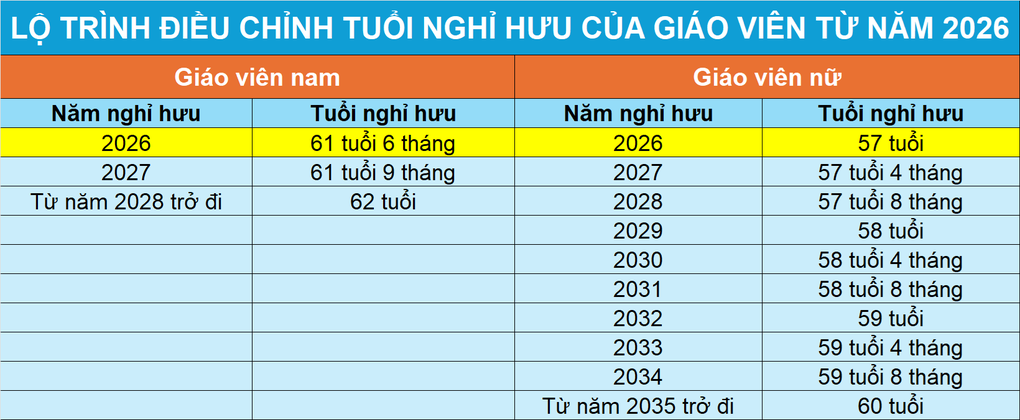 LỘ TRÌNH ĐIỀU CHỈNH TUỔI NGHỈ HƯU CỦA GIÁO VIÊN TỪ NĂM 2026
Giáo viên nam Giáo viên nữ
Năm nghỉ hưu Tuổi nghỉ hưu Năm nghỉ hưu Tuổi nghỉ hưu
2026 61 tuổi 6 tháng 2026 57 tuổi
2027 61 tuổi 9 tháng 2027 57 tuổi 4 tháng
Từ năm 2028 trở đi 62 tuổi 2028 57 tuổi 8 tháng
2029 58 tuổi
2030 58 tuổi 4 tháng
2031 58 tuổi 8 tháng
2032 59 tuổi
2033 59 tuổi 4 tháng
2034 59 tuổi 8 tháng
Từ năm 2035 trở đi 60 tuổi